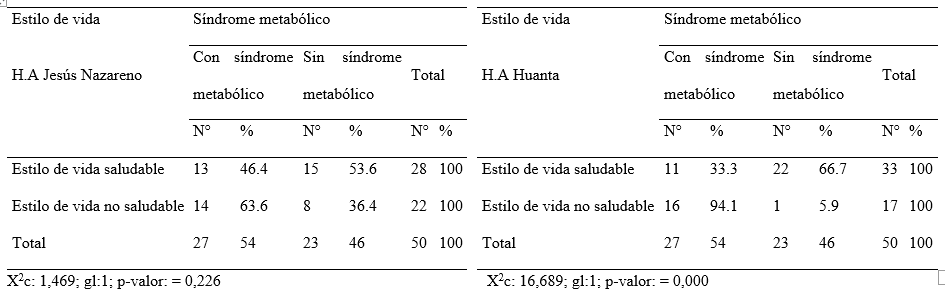 Estilo de vida Síndrome metabólico
H.A Jesús Nazareno
Con síndrome metabólico Sin síndrome metabólico Total
N° % N° % N° %
Estilo de vida saludable 13 46.4 15 53.6 28 100
Estilo de vida no saludable 14 63.6 8 36.4 22 100
Total 27 54 23 46 50 100
X²c: 1,469; gl:1; p-valor: = 0,226
Estilo de vida Síndrome metabólico
H.A Huanta
Con síndrome metabólico Sin síndrome metabólico Total
N° % N° % N° %
Estilo de vida saludable 11 33.3 22 66.7 33 100
Estilo de vida no saludable 16 94.1 1 5.9 17 100
Total 27 54 23 46 50 100
X²c: 16,689; gl:1; p-valor: = 0,000